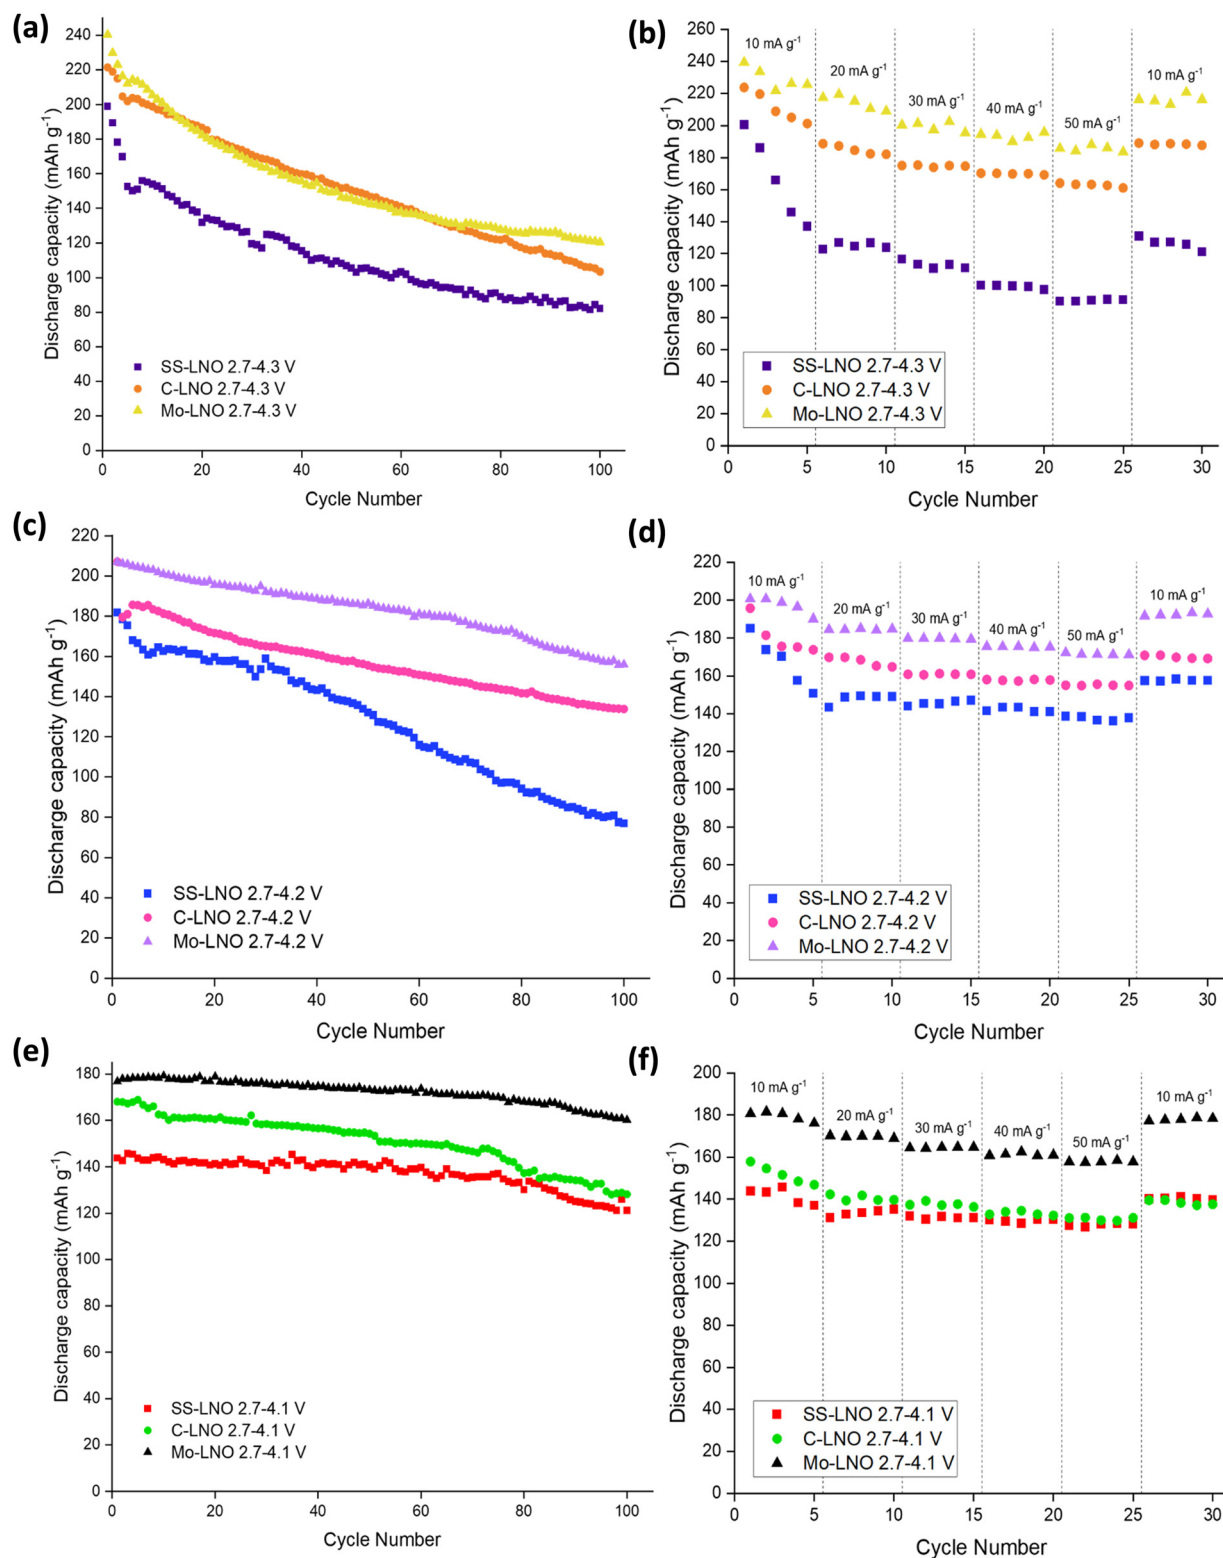 (a)
240
220
200
180
160
140
120
100
80
60
40
20
0
Discharge capacity (mAh g⁻¹)
SS-LNO 2.7-4.3 V
C-LNO 2.7-4.3 V
Mo-LNO 2.7-4.3 V
0 20 40 60 80 100
Cycle Number
(b)
260
240
220
200
180
160
140
120
100
80
60
40
20
0
Discharge capacity (mAh g⁻¹)
10 mA g⁻¹
20 mA g⁻¹
30 mA g⁻¹
40 mA g⁻¹
50 mA g⁻¹
10 mA g⁻¹
SS-LNO 2.7-4.3 V
C-LNO 2.7-4.3 V
Mo-LNO 2.7-4.3 V
0 5 10 15 20 25 30
Cycle Number
(c)
220
200
180
160
140
120
100
80
60
40
20
0
Discharge capacity (mAh g⁻¹)
SS-LNO 2.7-4.2 V
C-LNO 2.7-4.2 V
Mo-LNO 2.7-4.2 V
0 20 40 60 80 100
Cycle Number
(d)
220
200
180
160
140
120
100
80
60
40
20
0
Discharge capacity (mAh g⁻¹)
10 mA g⁻¹
20 mA g⁻¹
30 mA g⁻¹
40 mA g⁻¹
50 mA g⁻¹
10 mA g⁻¹
SS-LNO 2.7-4.2 V
C-LNO 2.7-4.2 V
Mo-LNO 2.7-4.2 V
0 5 10 15 20 25 30
Cycle Number
(e)
180
160
140
120
100
80
60
40
20
0
Discharge capacity (mAh g⁻¹)
SS-LNO 2.7-4.1 V
C-LNO 2.7-4.1 V
Mo-LNO 2.7-4.1 V
0 20 40 60 80 100
Cycle Number
(f)
200
180
160
140
120
100
80
60
40
20
0
Discharge capacity (mAh g⁻¹)
10 mA g⁻¹
20 mA g⁻¹
30 mA g⁻¹
40 mA g⁻¹
50 mA g⁻¹
10 mA g⁻¹
SS-LNO 2.7-4.1 V
C-LNO 2.7-4.1 V
Mo-LNO 2.7-4.1 V
0 5 10 15 20 25 30
Cycle Number